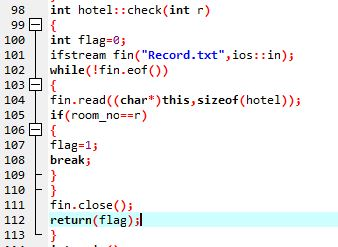 98 int hotel::check(int r)
99 {
100 int flag=0;
101 ifstream fin("Record.txt",ios::in);
102 while(!fin.eof())
103 {
104 fin.read((char*)this,sizeof(hotel));
105 if(room_no==r)
106 {
107 flag=1;
108 break;
109 }
110 }
111 fin.close();
112 return(flag);
113 }